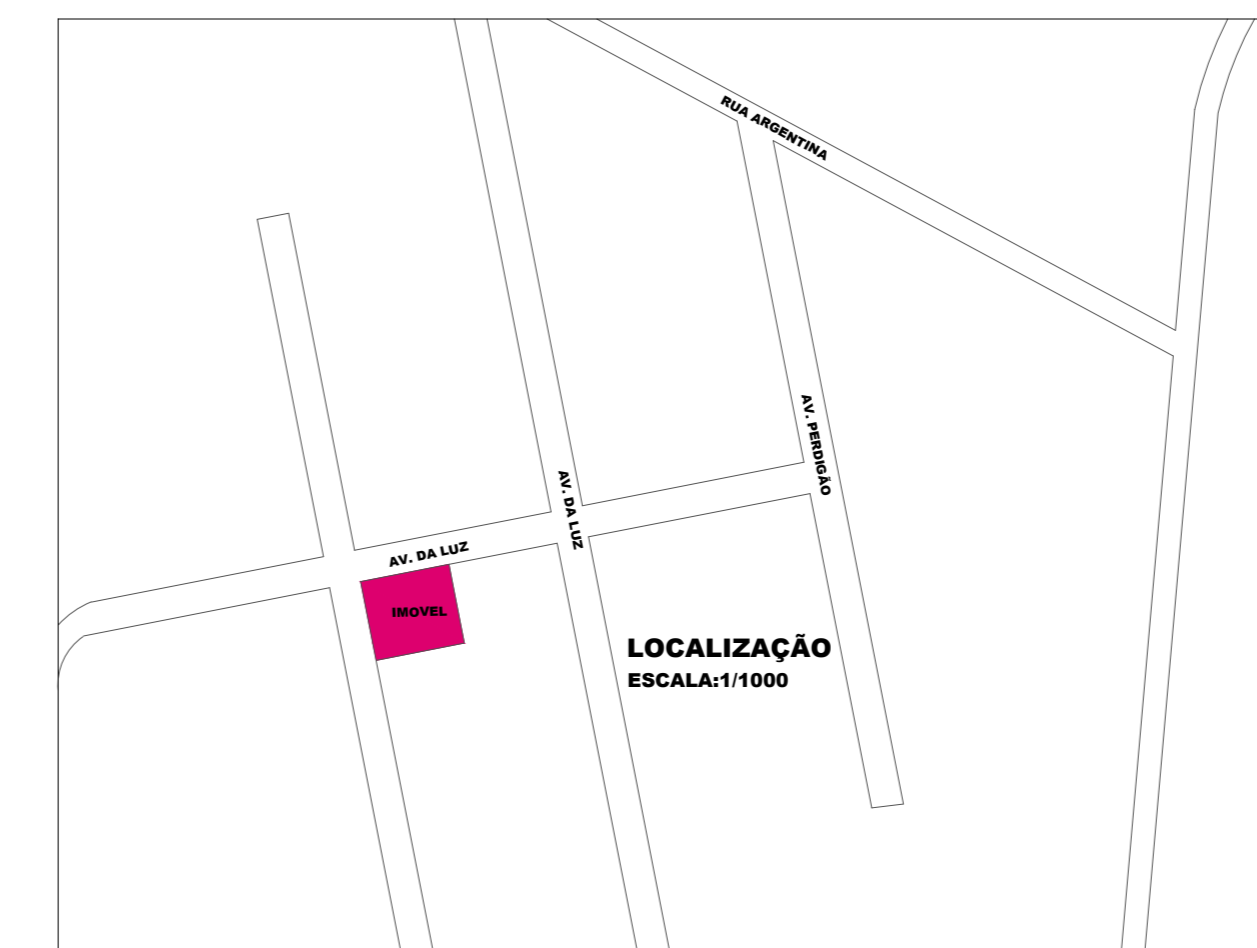 RUA ARGENTINA
AV. PERDIGÃO
AV. DA LUZ
AV. DA LUZ
IMOVEL
LOCALIZAÇÃO
ESCALA:1/1000